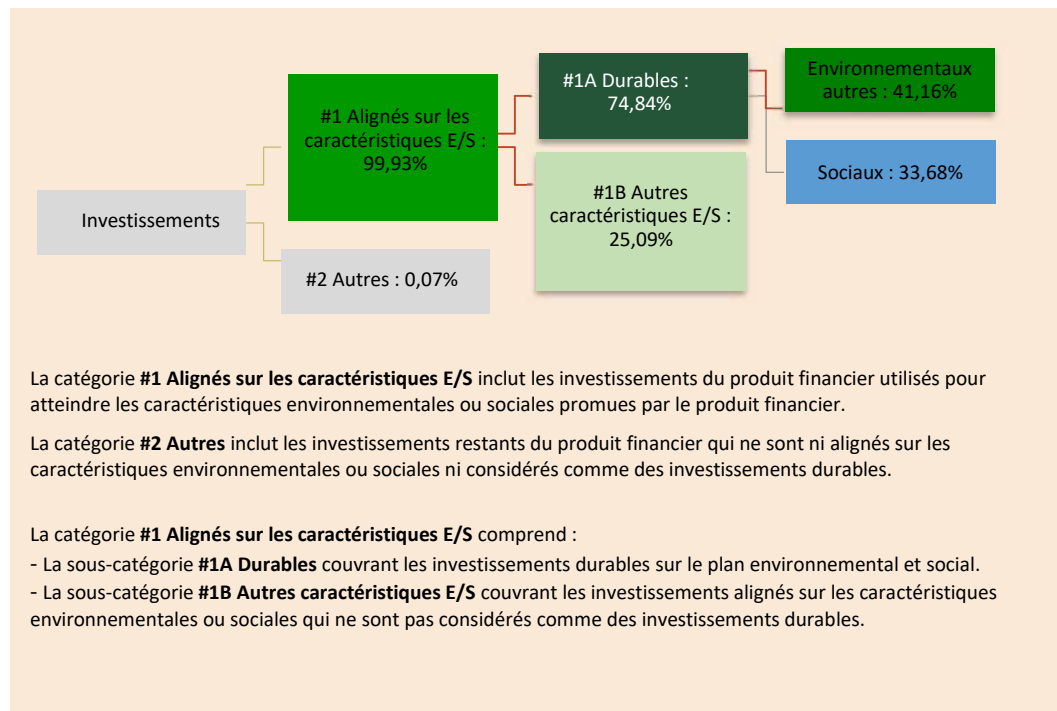 Investissements
#1 Alignés sur les
caractéristiques E/S :
99,93%
#2 Autres : 0,07%
#1A Durables :
74,84%
#1B Autres
caractéristiques E/S :
25,09%
Environnementaux
autres : 41,16%
Sociaux : 33,68%
La catégorie #1 Alignés sur les caractéristiques E/S inclut les investissements du produit financier utilisés pour
atteindre les caractéristiques environnementales ou sociales promues par le produit financier.
La catégorie #2 Autres inclut les investissements restants du produit financier qui ne sont ni alignés sur les
caractéristiques environnementales ou sociales ni considérés comme des investissements durables.
La catégorie #1 Alignés sur les caractéristiques E/S comprend :
- La sous-catégorie #1A Durables couvrant les investissements durables sur le plan environnemental et social.
- La sous-catégorie #1B Autres caractéristiques E/S couvrant les investissements alignés sur les caractéristiques
environnementales ou sociales qui ne sont pas considérés comme des investissements durables.